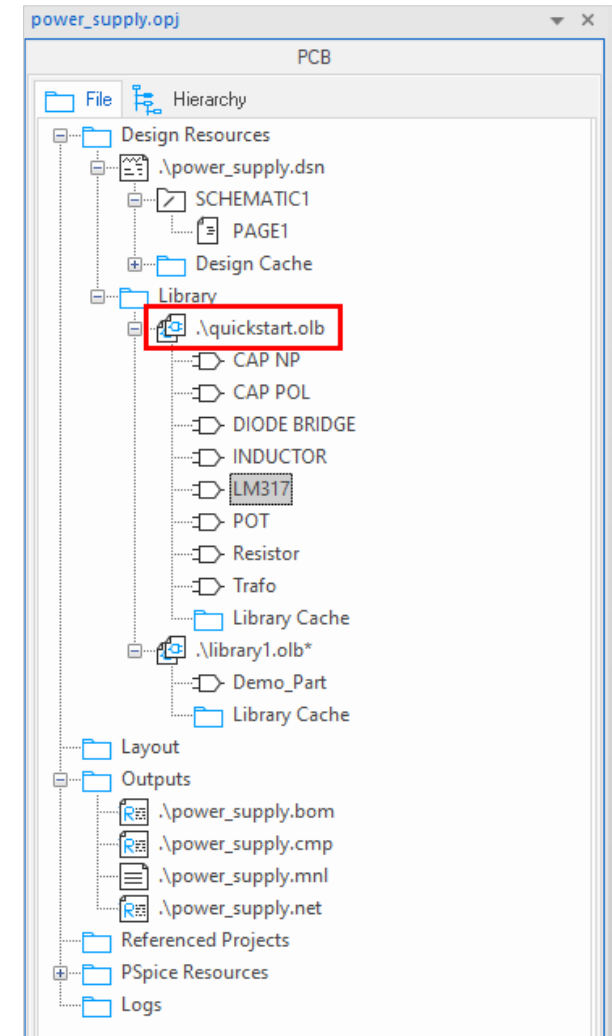 power_supply.opj
PCB
File Hierarchy
Design Resources
.\power_supply.dsn
SCHEMATIC1
PAGE1
Design Cache
Library
.\quickstart.olb
CAP NP
CAP POL
DIODE BRIDGE
INDUCTOR
LM317
POT
Resistor
Trafo
Library Cache
.\library1.olb*
Demo_Part
Library Cache
Layout
Outputs
.\power_supply.bom
.\power_supply.cmp
.\power_supply.mnl
.\power_supply.net
Referenced Projects
PSpice Resources
Logs